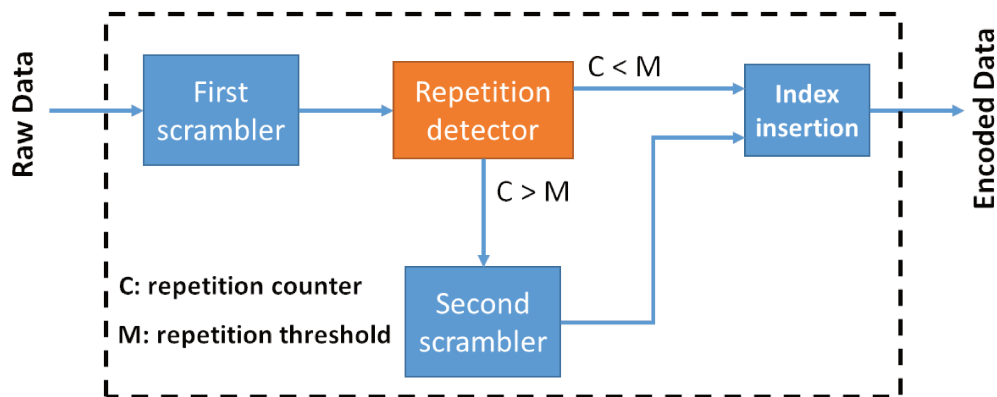 Raw Data
First
scrambler
Repetition
detector
C < M
Index
insertion
Encoded Data
C > M
C: repetition counter
M: repetition threshold
Second
scrambler